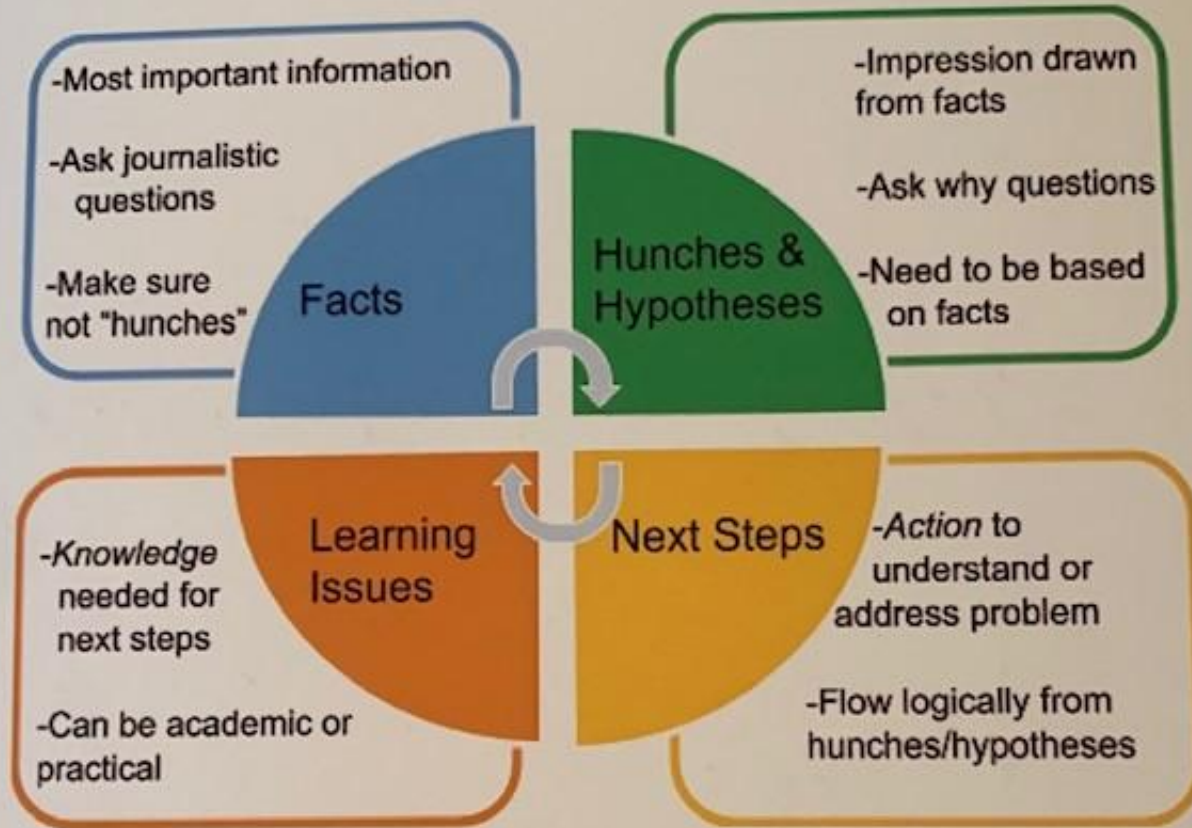 -Most important information
-Ask journalistic
questions
-Make sure
not "hunches"
Facts
Hunches &
Hypotheses
-Impression drawn
from facts
-Ask why questions
-Need to be based
on facts
-Knowledge
needed for
next steps
-Can be academic or
practical
Learning
Issues
Next Steps
-Action to
understand or
address problem
-Flow logically from
hunches/hypotheses